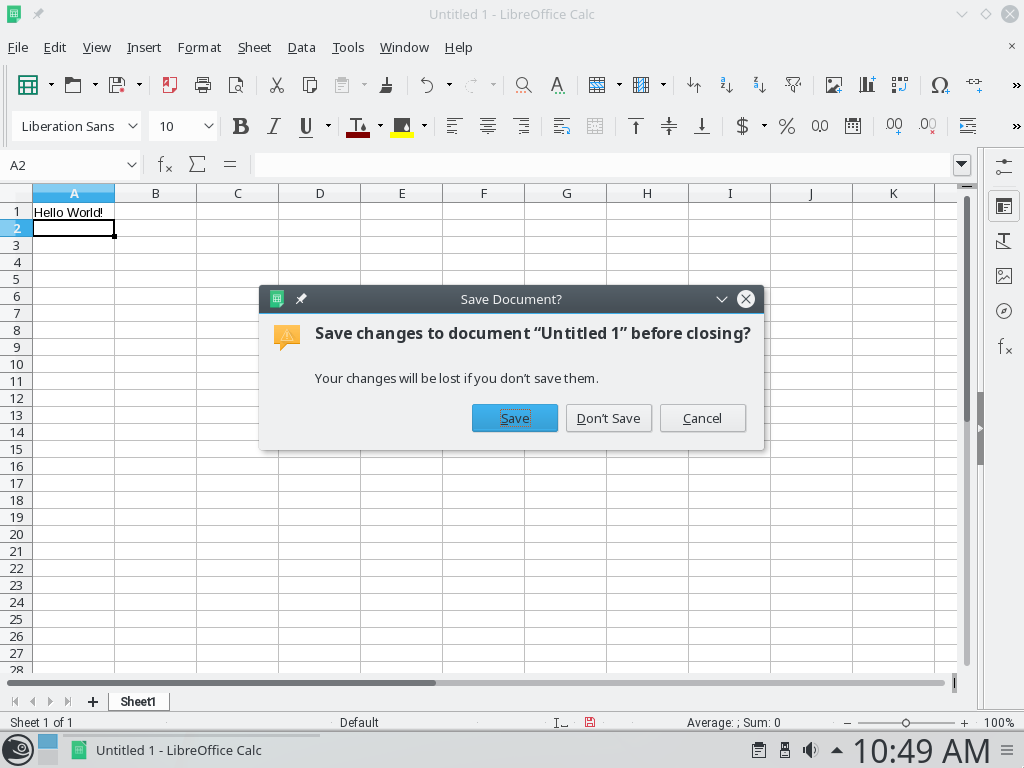 Untitled 1 - LibreOffice Calc
File Edit View Insert Format Sheet Data Tools Window Help
Liberation Sans 10
A2
A B C D E F G H I J K
1 Hello World!
2
3
4
5
6
7
8
9
10
11
12
13
14
15
16
17
18
19
20
21
22
23
24
25
26
27
28
Save Document?
Save changes to document “Untitled 1” before closing?
Your changes will be lost if you don’t save them.
Save Don’t Save Cancel
Sheet1
Sheet 1 of 1 Default Average: ; Sum: 0 100%
Untitled 1 - LibreOffice Calc 10:49 AM